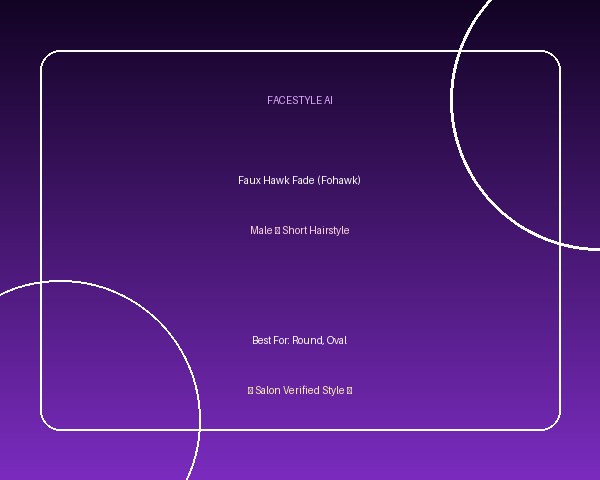 FACESTYLE AI
Faux Hawk Fade (Fohawk)
Male ▯ Short Hairstyle
Best For: Round, Oval
▯ Salon Verified Style ▯